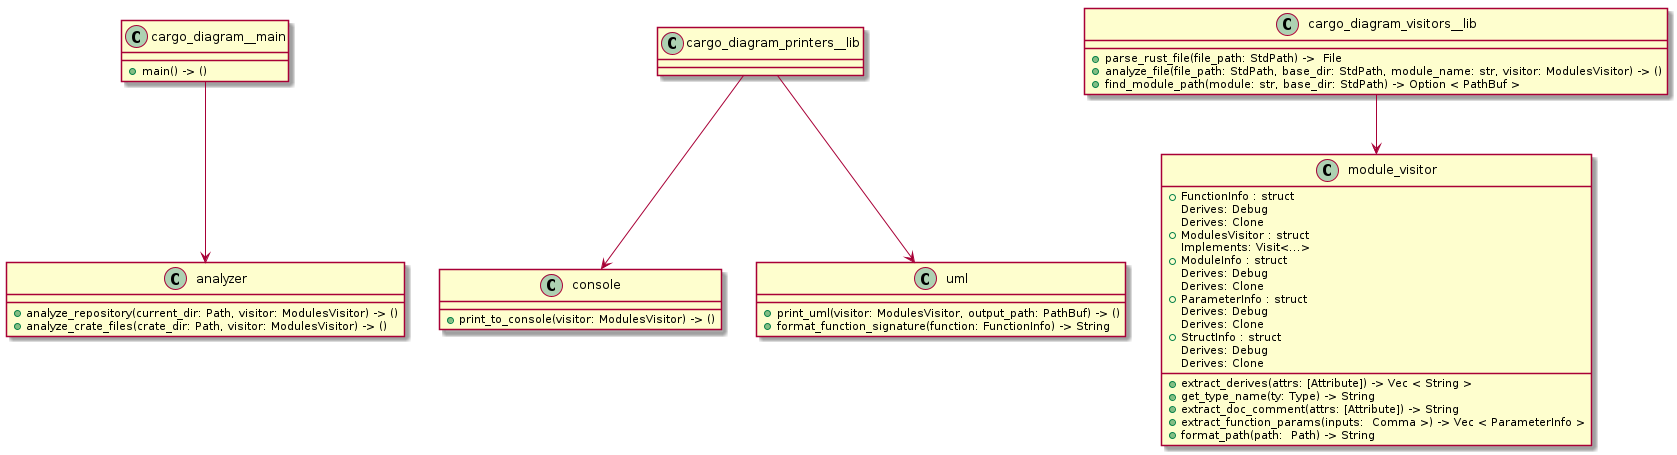 C cargo_diagram__main
main() -> ()
C cargo_diagram_printers__lib
C cargo_diagram_visitors__lib
parse_rust_file(file_path: StdPath) ->  File
analyze_file(file_path: StdPath, base_dir: StdPath, module_name: str, visitor: ModulesVisitor) -> ()
find_module_path(module: str, base_dir: StdPath) -> Option < PathBuf >
C analyzer
analyze_repository(current_dir: Path, visitor: ModulesVisitor) -> ()
analyze_crate_files(crate_dir: Path, visitor: ModulesVisitor) -> ()
C console
print_to_console(visitor: ModulesVisitor) -> ()
C uml
print_uml(visitor: ModulesVisitor, output_path: PathBuf) -> ()
format_function_signature(function: FunctionInfo) -> String
C module_visitor
FunctionInfo : struct
Derives: Debug
Derives: Clone
ModulesVisitor : struct
Implements: Visit<...>
ModuleInfo : struct
Derives: Debug
Derives: Clone
ParameterInfo : struct
Derives: Debug
Derives: Clone
StructInfo : struct
Derives: Debug
Derives: Clone
extract_derives(attrs: [Attribute]) -> Vec < String >
get_type_name(ty: Type) -> String
extract_doc_comment(attrs: [Attribute]) -> String
extract_function_params(inputs:  Comma >) -> Vec < ParameterInfo >
format_path(path:  Path) -> String